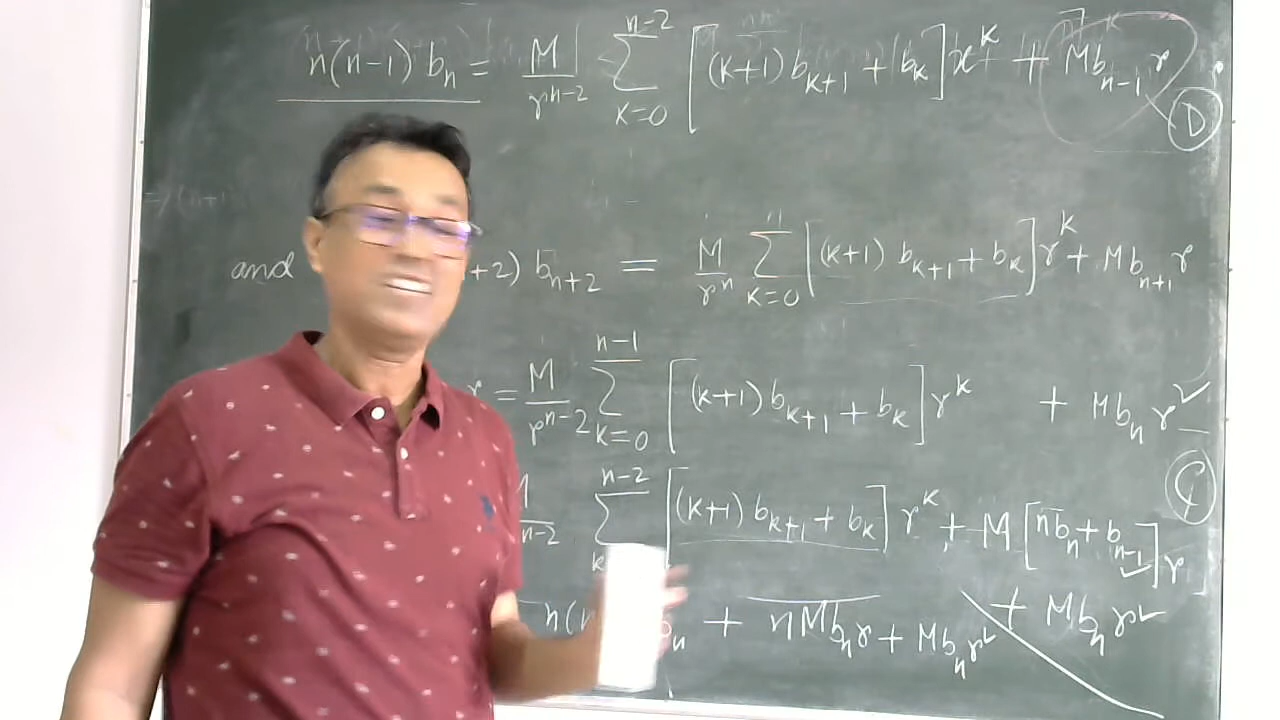 n(n-1) b_n = M/r^{n-2} Σ_{k=0}^{n-2} [(k+1) b_{k+1} + b_k] x^k + M b_{n-1} r
D
and +2) b_{n+2} = M/r^n Σ_{k=0}^{n} [(k+1) b_{k+1} + b_k] r^k + M b_{n+1} r
r = M/r^{n-2} Σ_{k=0}^{n-1} [(k+1) b_{k+1} + b_k] r^k + M b_n r^2
C
n-2 Σ_k^{n-2} [(k+1) b_{k+1} + b_k] r^k + M [n b_n + b_{n-1}] r
+ M b_n r^2
n( b_n + n M b_n r + M b_n r^2